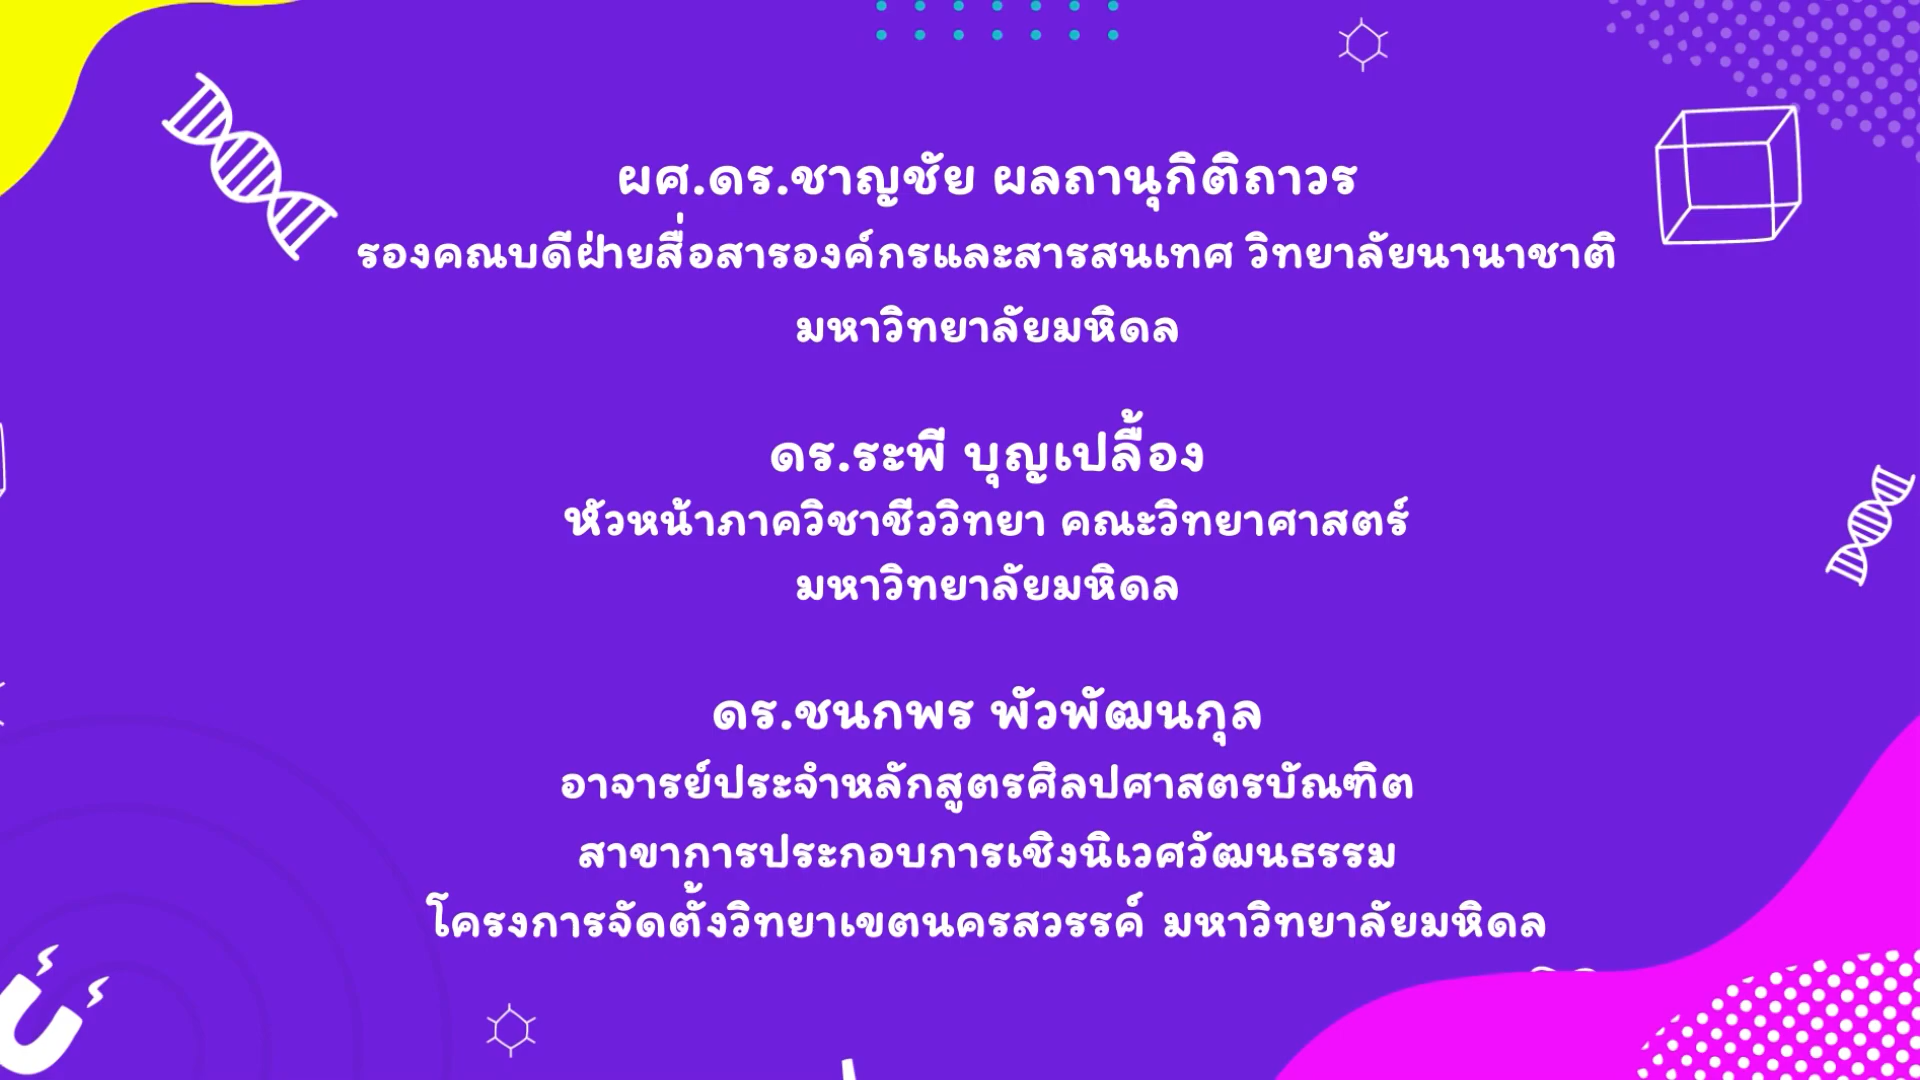 ผศ.ดร.ชาญชัย ผลถานุกิติถาวร
รองคณบดีฝ่ายสื่อสารองค์กรและสารสนเทศ วิทยาลัยนานาชาติ
มหาวิทยาลัยมหิดล
ดร.ระพี บุญเปลื้อง
หัวหน้าภาควิชาชีววิทยา คณะวิทยาศาสตร์
มหาวิทยาลัยมหิดล
ดร.ชนกพร พัวพัฒนกุล
อาจารย์ประจำหลักสูตรศิลปศาสตรบัณฑิต
สาขาการประกอบการเชิงนิเวศวัฒนธรรม
โครงการจัดตั้งวิทยาเขตนครสวรรค์ มหาวิทยาลัยมหิดล